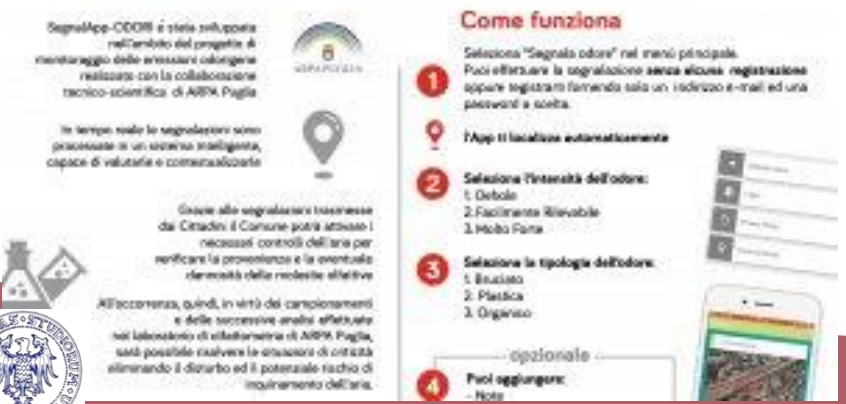 SegnalApp-ODORI è stata sviluppata
nell'ambito del progetto di
monitoraggio delle emissioni odorigene
realizzato con la collaborazione
tecnico-scientifica di ARPA Puglia
ARPA PUGLIA
In tempo reale le segnalazioni sono
processate in un sistema intelligente,
capace di valutarle e contestualizzarle
Grazie alle segnalazioni trasmesse
dai Cittadini il Comune potrà attivare i
necessari controlli dell'aria per
verificare la provenienza e la eventuale
dannosità delle molestie olfattive
All'occorrenza, quindi, in virtù dei campionamenti
e delle successive analisi effettuate
nel laboratorio di olfattometria di ARPA Puglia,
sarà possibile risolvere le situazioni di criticità
eliminando il disturbo ed il potenziale rischio di
inquinamento dell'aria.
AS·STUDIORUM·U
Come funziona
1
Seleziona "Segnala odore" nel menù principale.
Puoi effettuare la segnalazione senza alcuna registrazione
oppure registrarti fornendo solo un indirizzo e-mail ed una
password a scelta.
l'App ti localizza automaticamente
2
Seleziona l'intensità dell'odore:
1. Debole
2. Facilmente Rilevabile
3. Molto Forte
3
Seleziona la tipologia dell'odore:
1. Bruciato
2. Plastica
3. Organico
opzionale
4
Puoi aggiungere:
- Note